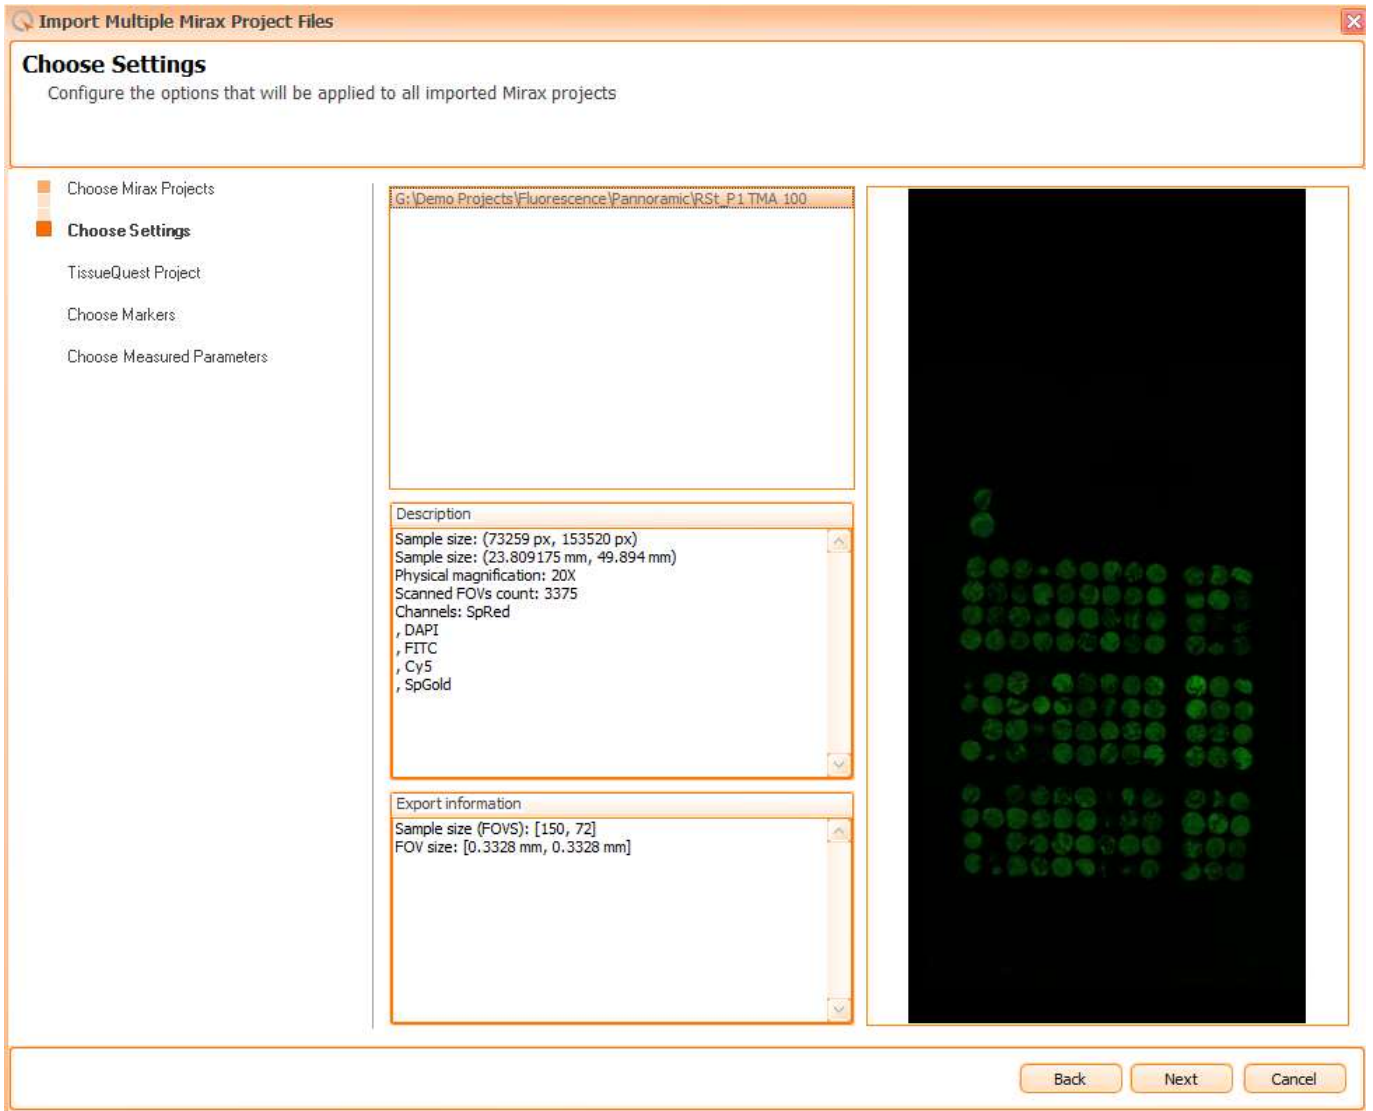 Import Multiple Mirax Project Files
Choose Settings
Configure the options that will be applied to all imported Mirax projects
Choose Mirax Projects
Choose Settings
TissueQuest Project
Choose Markers
Choose Measured Parameters
G:\Demo Projects\Fluorescence\Pannoramic\RSt_P1 TMA 100
Description
Sample size: (73259 px, 153520 px)
Sample size: (23.809175 mm, 49.894 mm)
Physical magnification: 20X
Scanned FOVs count: 3375
Channels: SpRed
, DAPI
, FITC
, Cy5
, SpGold
Export information
Sample size (FOVS): [150, 72]
FOV size: [0.3328 mm, 0.3328 mm]
Back
Next
Cancel